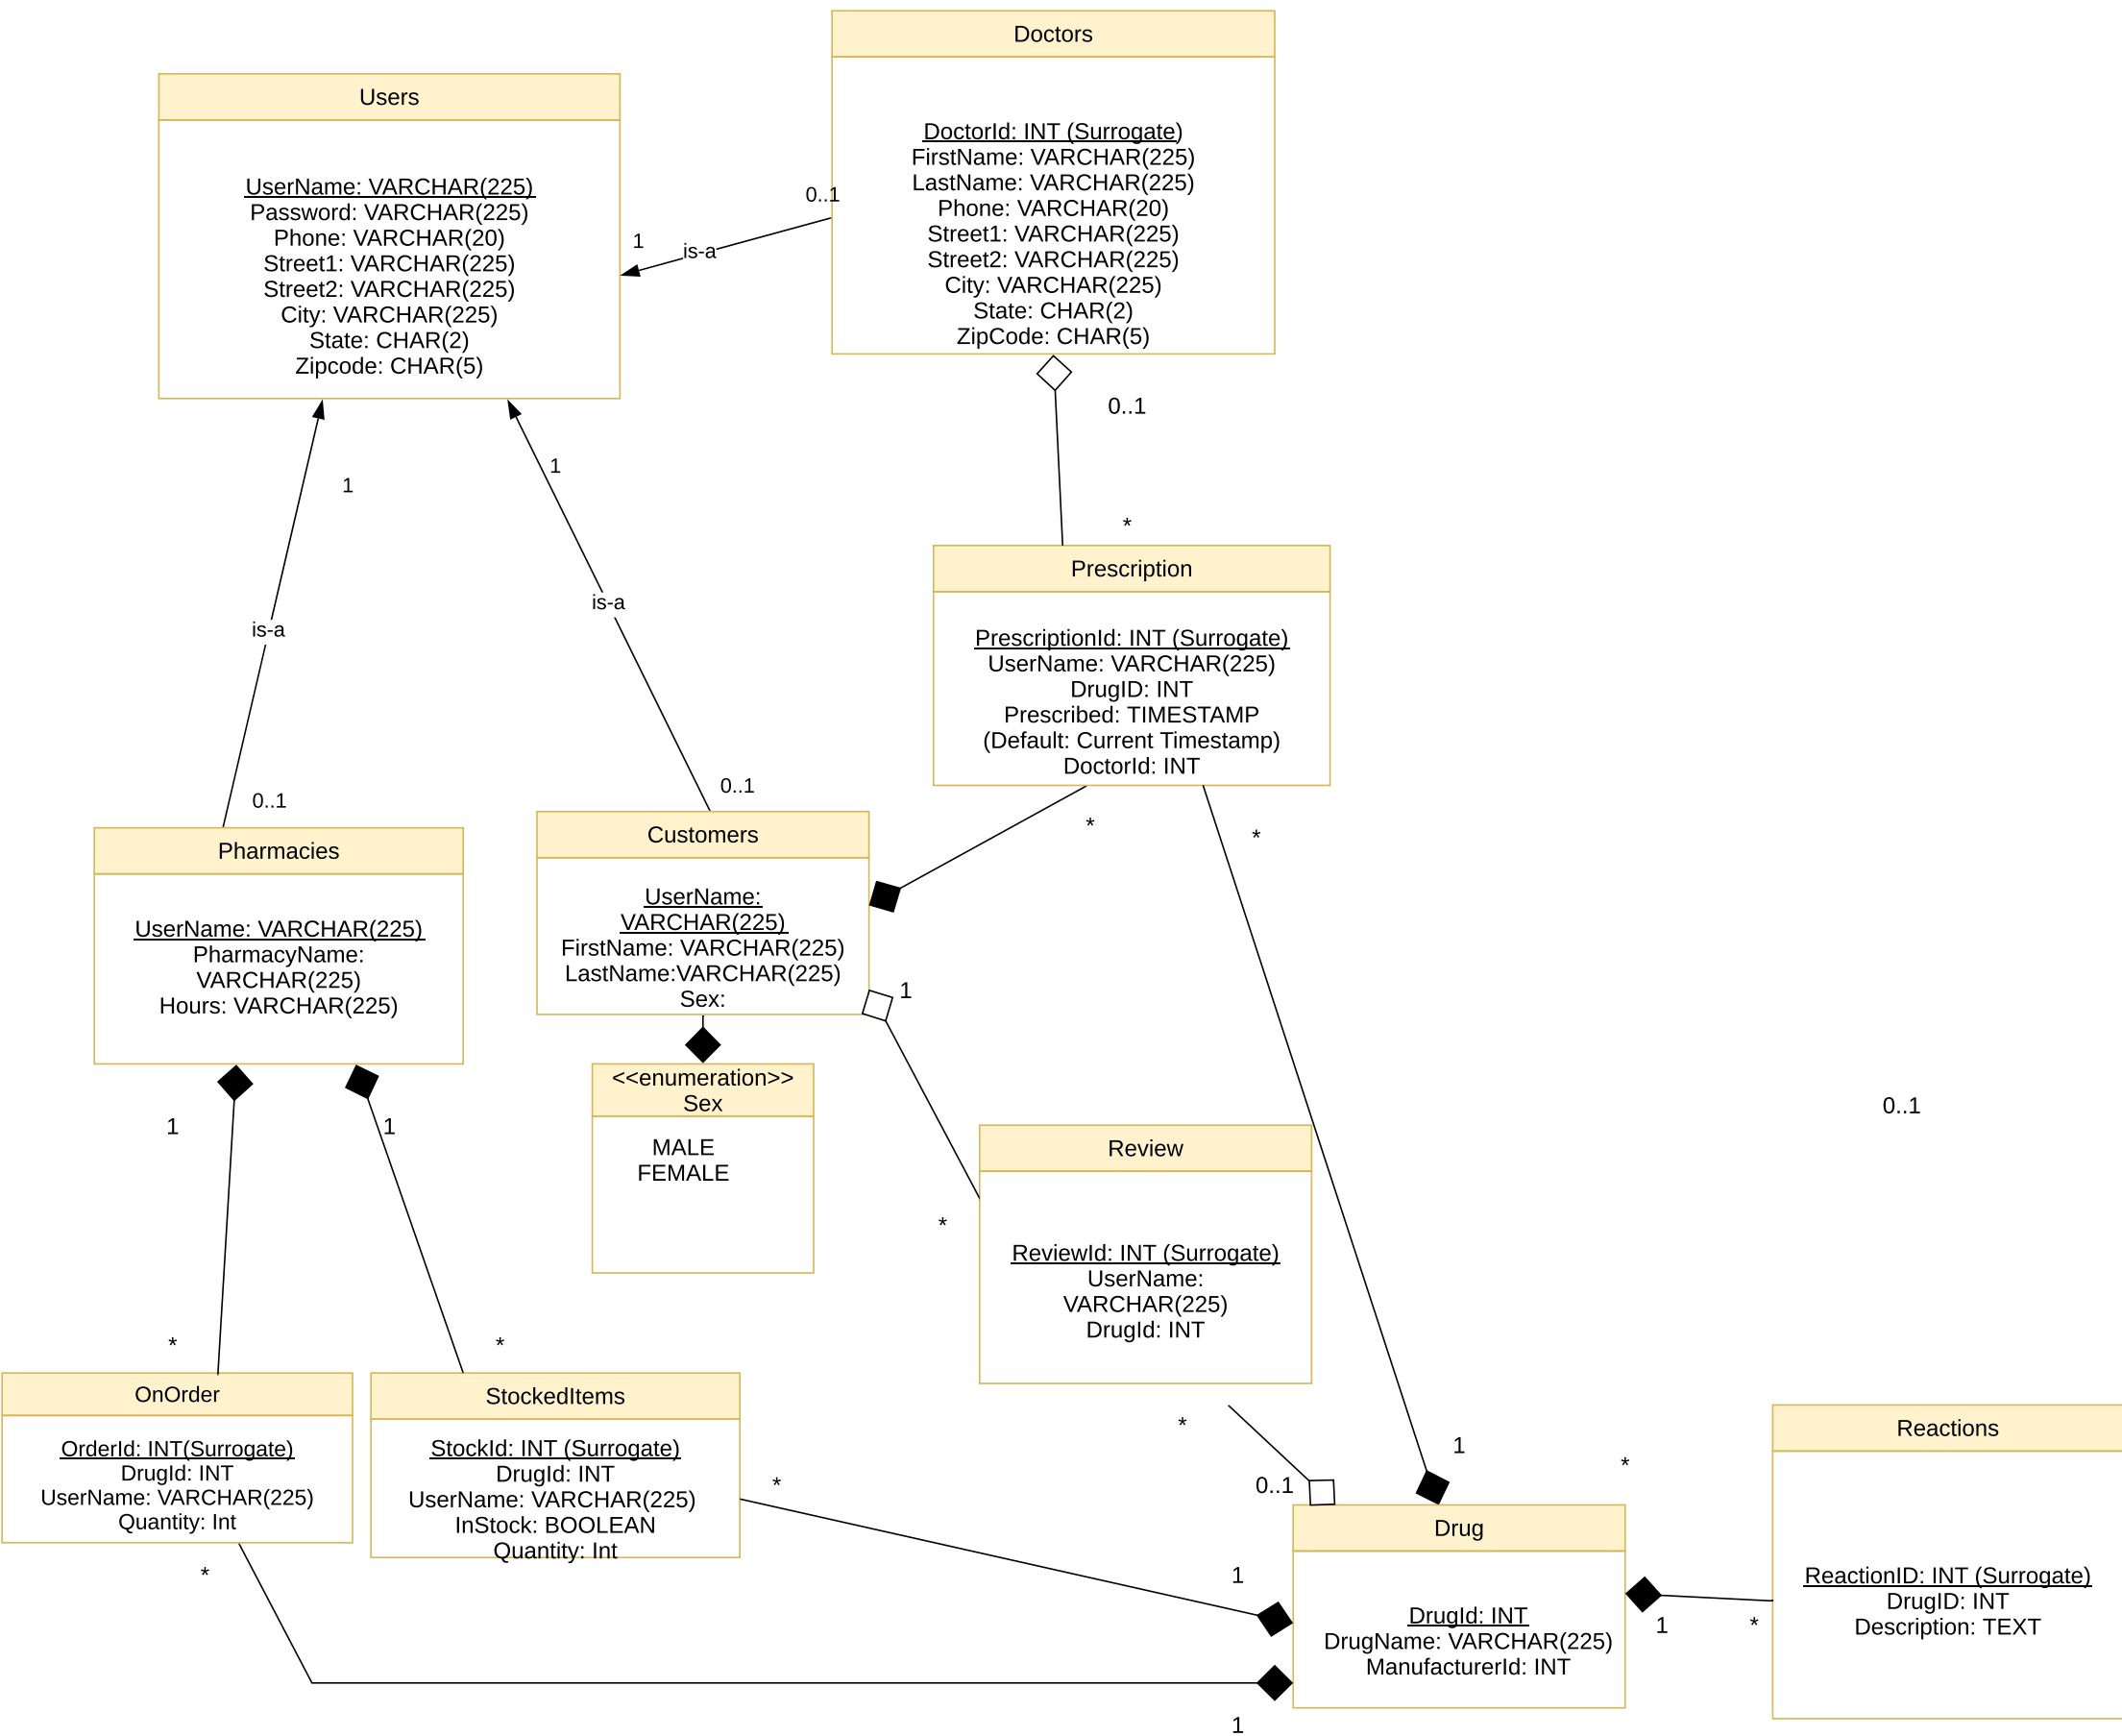 Doctors
DoctorId: INT (Surrogate)
FirstName: VARCHAR(225)
LastName: VARCHAR(225)
Phone: VARCHAR(20)
Street1: VARCHAR(225)
Street2: VARCHAR(225)
City: VARCHAR(225)
State: CHAR(2)
ZipCode: CHAR(5)
Users
UserName: VARCHAR(225)
Password: VARCHAR(225)
Phone: VARCHAR(20)
Street1: VARCHAR(225)
Street2: VARCHAR(225)
City: VARCHAR(225)
State: CHAR(2)
Zipcode: CHAR(5)
0..1
1
is-a
0..1
*
1
1
is-a
is-a
0..1
0..1
Prescription
PrescriptionId: INT (Surrogate)
UserName: VARCHAR(225)
DrugID: INT
Prescribed: TIMESTAMP
(Default: Current Timestamp)
DoctorId: INT
*
*
Pharmacies
UserName: VARCHAR(225)
PharmacyName:
VARCHAR(225)
Hours: VARCHAR(225)
Customers
UserName:
VARCHAR(225)
FirstName: VARCHAR(225)
LastName:VARCHAR(225)
Sex:
1
<<enumeration>>
Sex
MALE
FEMALE
1
1
0..1
Review
ReviewId: INT (Surrogate)
UserName:
VARCHAR(225)
DrugId: INT
*
*
*
OnOrder
OrderId: INT(Surrogate)
DrugId: INT
UserName: VARCHAR(225)
Quantity: Int
StockedItems
StockId: INT (Surrogate)
DrugId: INT
UserName: VARCHAR(225)
InStock: BOOLEAN
Quantity: Int
*
*
*
0..1
1
*
1
1
Drug
DrugId: INT
DrugName: VARCHAR(225)
ManufacturerId: INT
1
*
Reactions
ReactionID: INT (Surrogate)
DrugID: INT
Description: TEXT